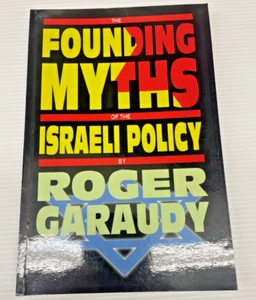 THE
FOUNDING
MYTHS
OF THE
ISRAELI POLICY
BY
ROGER
GARAUDY